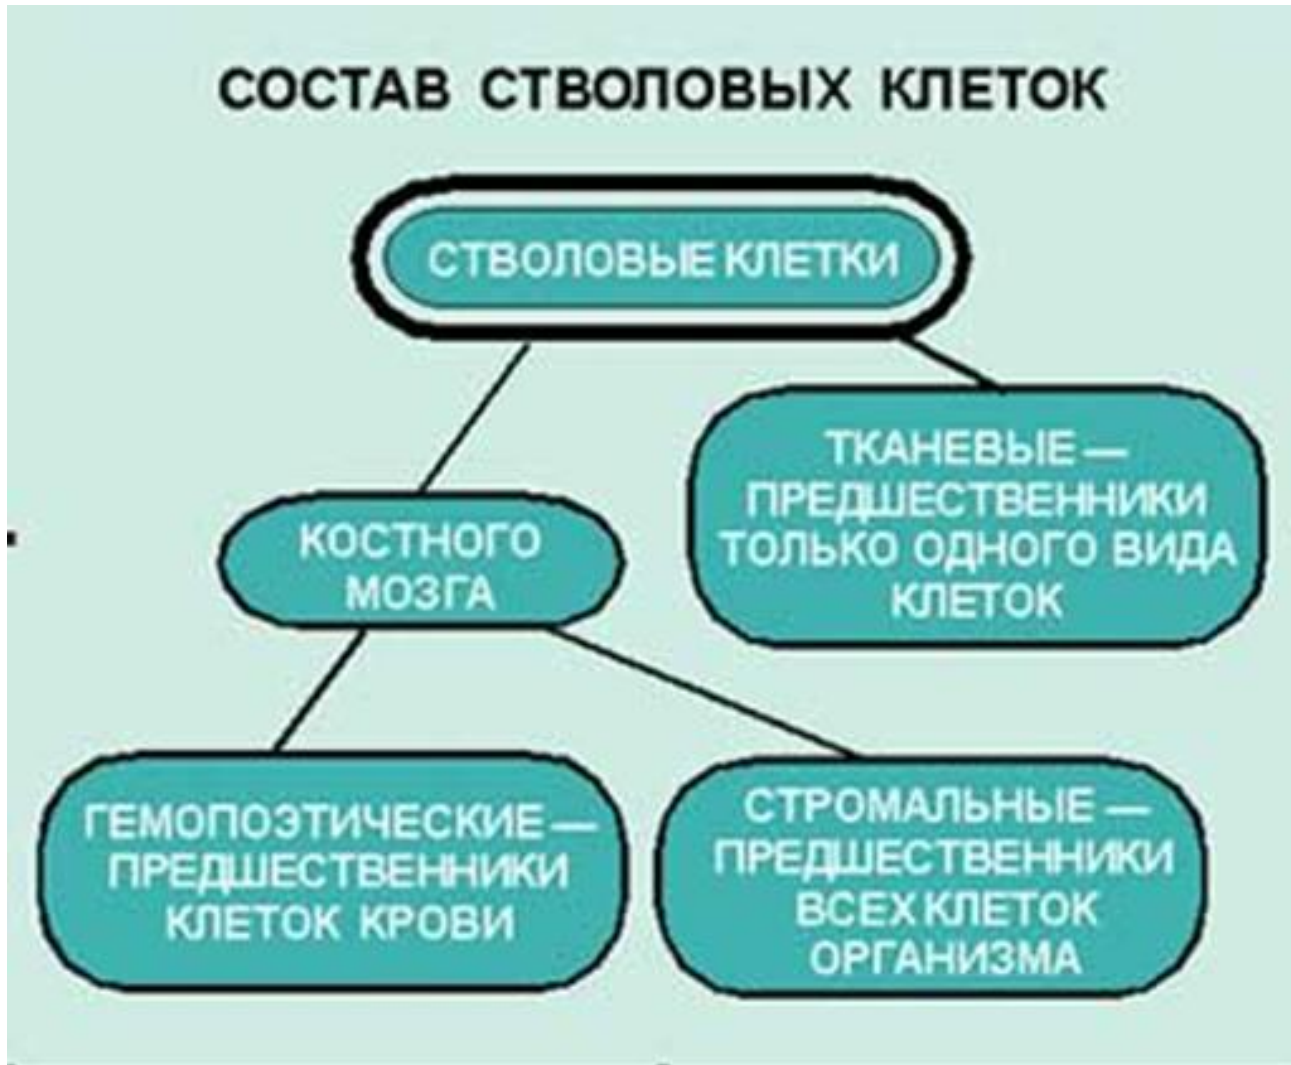 СОСТАВ СТВОЛОВЫХ КЛЕТОК
СТВОЛОВЫЕ КЛЕТКИ
ТКАНЕВЫЕ —
ПРЕДШЕСТВЕННИКИ
ТОЛЬКО ОДНОГО ВИДА
КЛЕТОК
КОСТНОГО
МОЗГА
ГЕМОПОЭТИЧЕСКИЕ —
ПРЕДШЕСТВЕННИКИ
КЛЕТОК КРОВИ
СТРОМАЛЬНЫЕ —
ПРЕДШЕСТВЕННИКИ
ВСЕХ КЛЕТОК
ОРГАНИЗМА